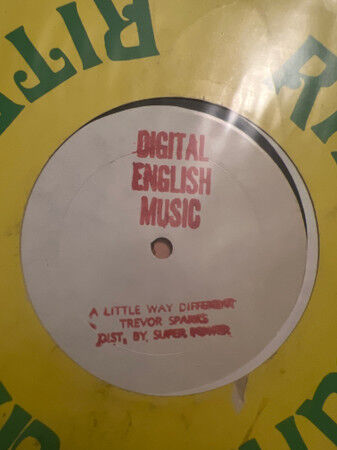 DIGITAL
ENGLISH
MUSIC
A LITTLE WAY DIFFERENT
TREVOR SPARKS
DIST. BY SUPER POWER